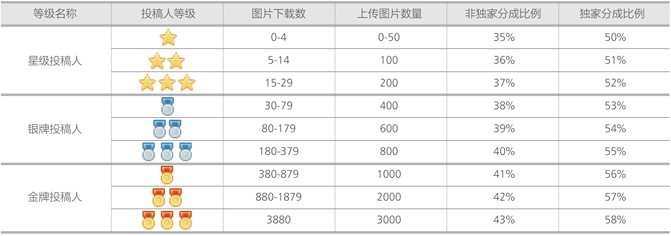 等级名称 投稿人等级 图片下载数 上传图片数量 非独家分成比例 独家分成比例
0-4 0-50 35% 50%
星级投稿人 5-14 100 36% 51%
15-29 200 37% 52%
30-79 400 38% 53%
银牌投稿人 80-179 600 39% 54%
180-379 800 40% 55%
380-879 1000 41% 56%
金牌投稿人 880-1879 2000 42% 57%
3880 3000 43% 58%